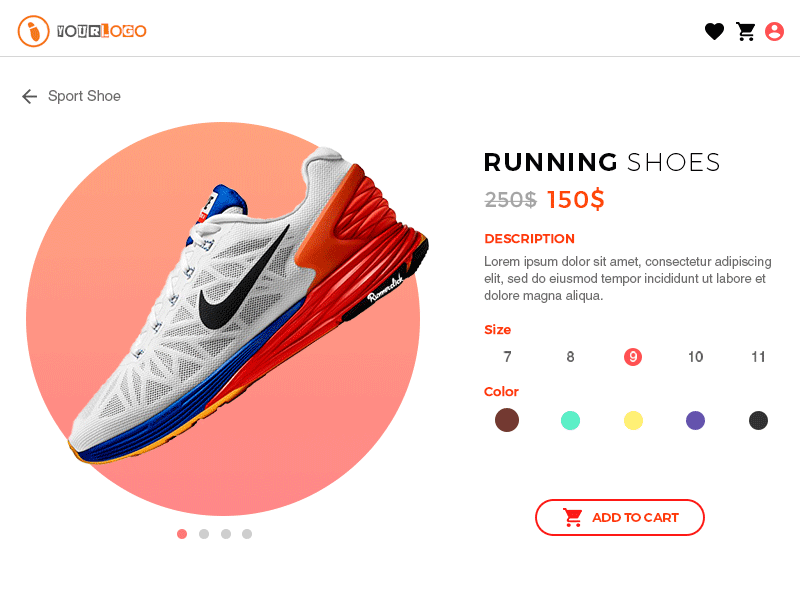 YOURLOGO
Sport Shoe
RUNNING SHOES
250$ 150$
DESCRIPTION
Lorem ipsum dolor sit amet, consectetur adipiscing
elit, sed do eiusmod tempor incididunt ut labore et
dolore magna aliqua.
Size
7 8 9 10 11
Color
ADD TO CART